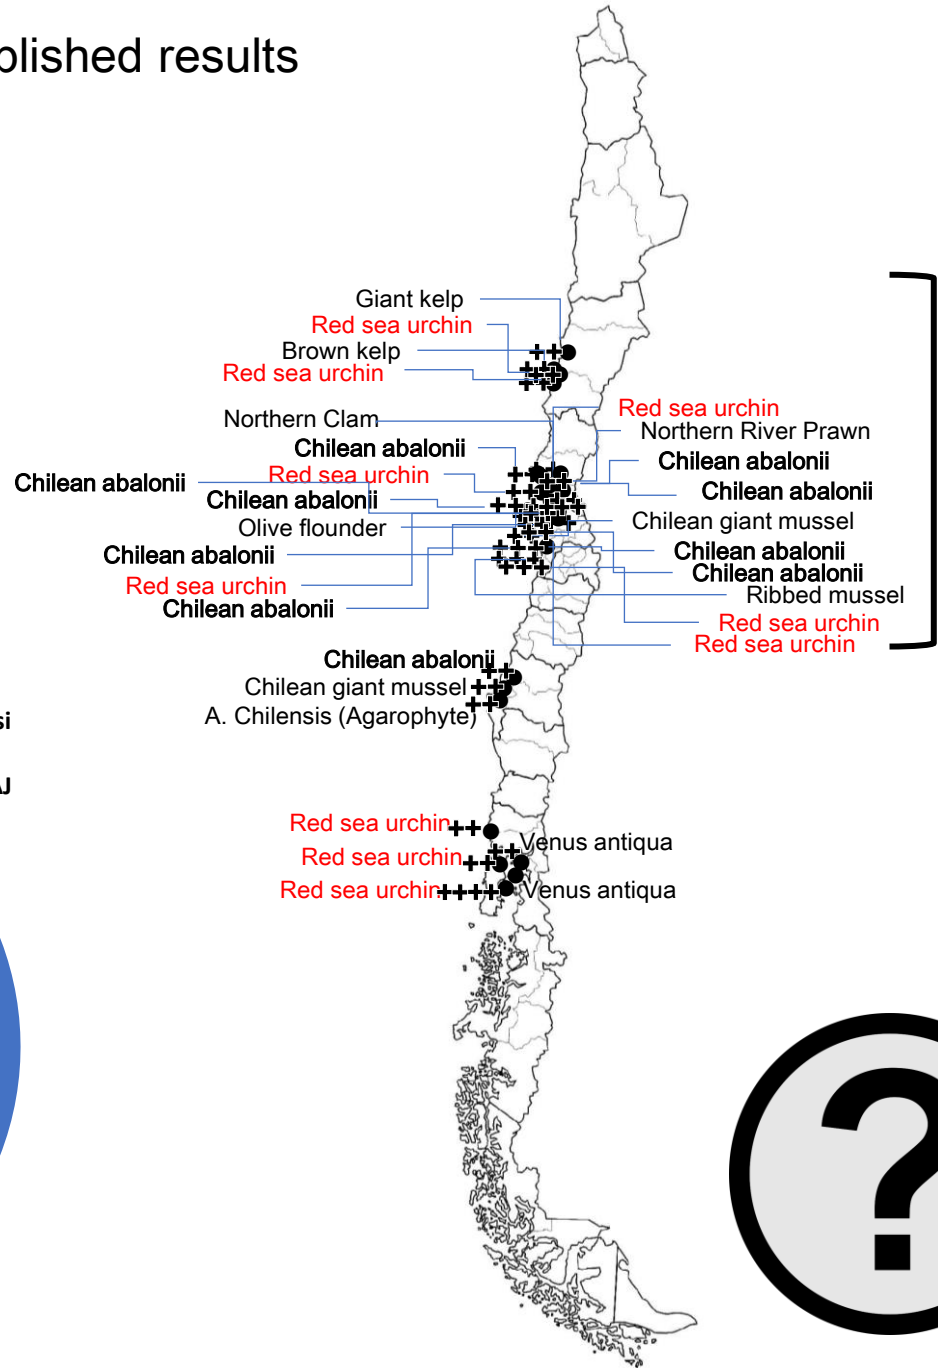 blished results
Giant kelp
Red sea urchin
Brown kelp
Red sea urchin
Northern Clam
Red sea urchin
Northern River Prawn
Chilean abalonii
Chilean abalonii
Red sea urchin
Chilean abalonii
Chilean abalonii
Chilean abalonii
Olive flounder
Chilean giant mussel
Chilean abalonii
Chilean abalonii
Chilean abalonii
Red sea urchin
Ribbed mussel
Chilean abalonii
Red sea urchin
Red sea urchin
Chilean abalonii
Chilean giant mussel
A. Chilensis (Agarophyte)
si
AJ
Red sea urchin
Venus antiqua
Red sea urchin
Red sea urchin
Venus antiqua
?